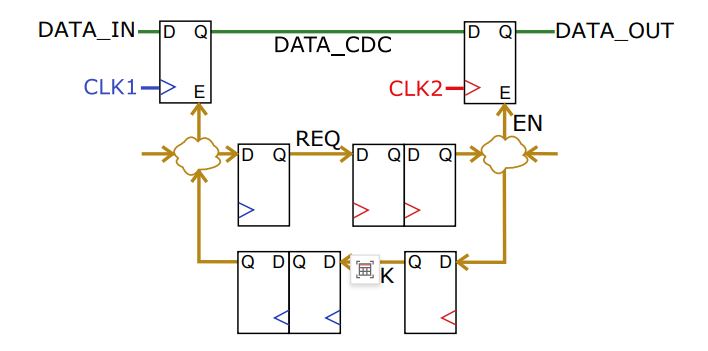 DATA_IN
D Q
DATA_CDC
D Q
DATA_OUT
CLK1
E
CLK2
E
EN
D Q
REQ
D Q D Q
Q D Q D
K
Q D